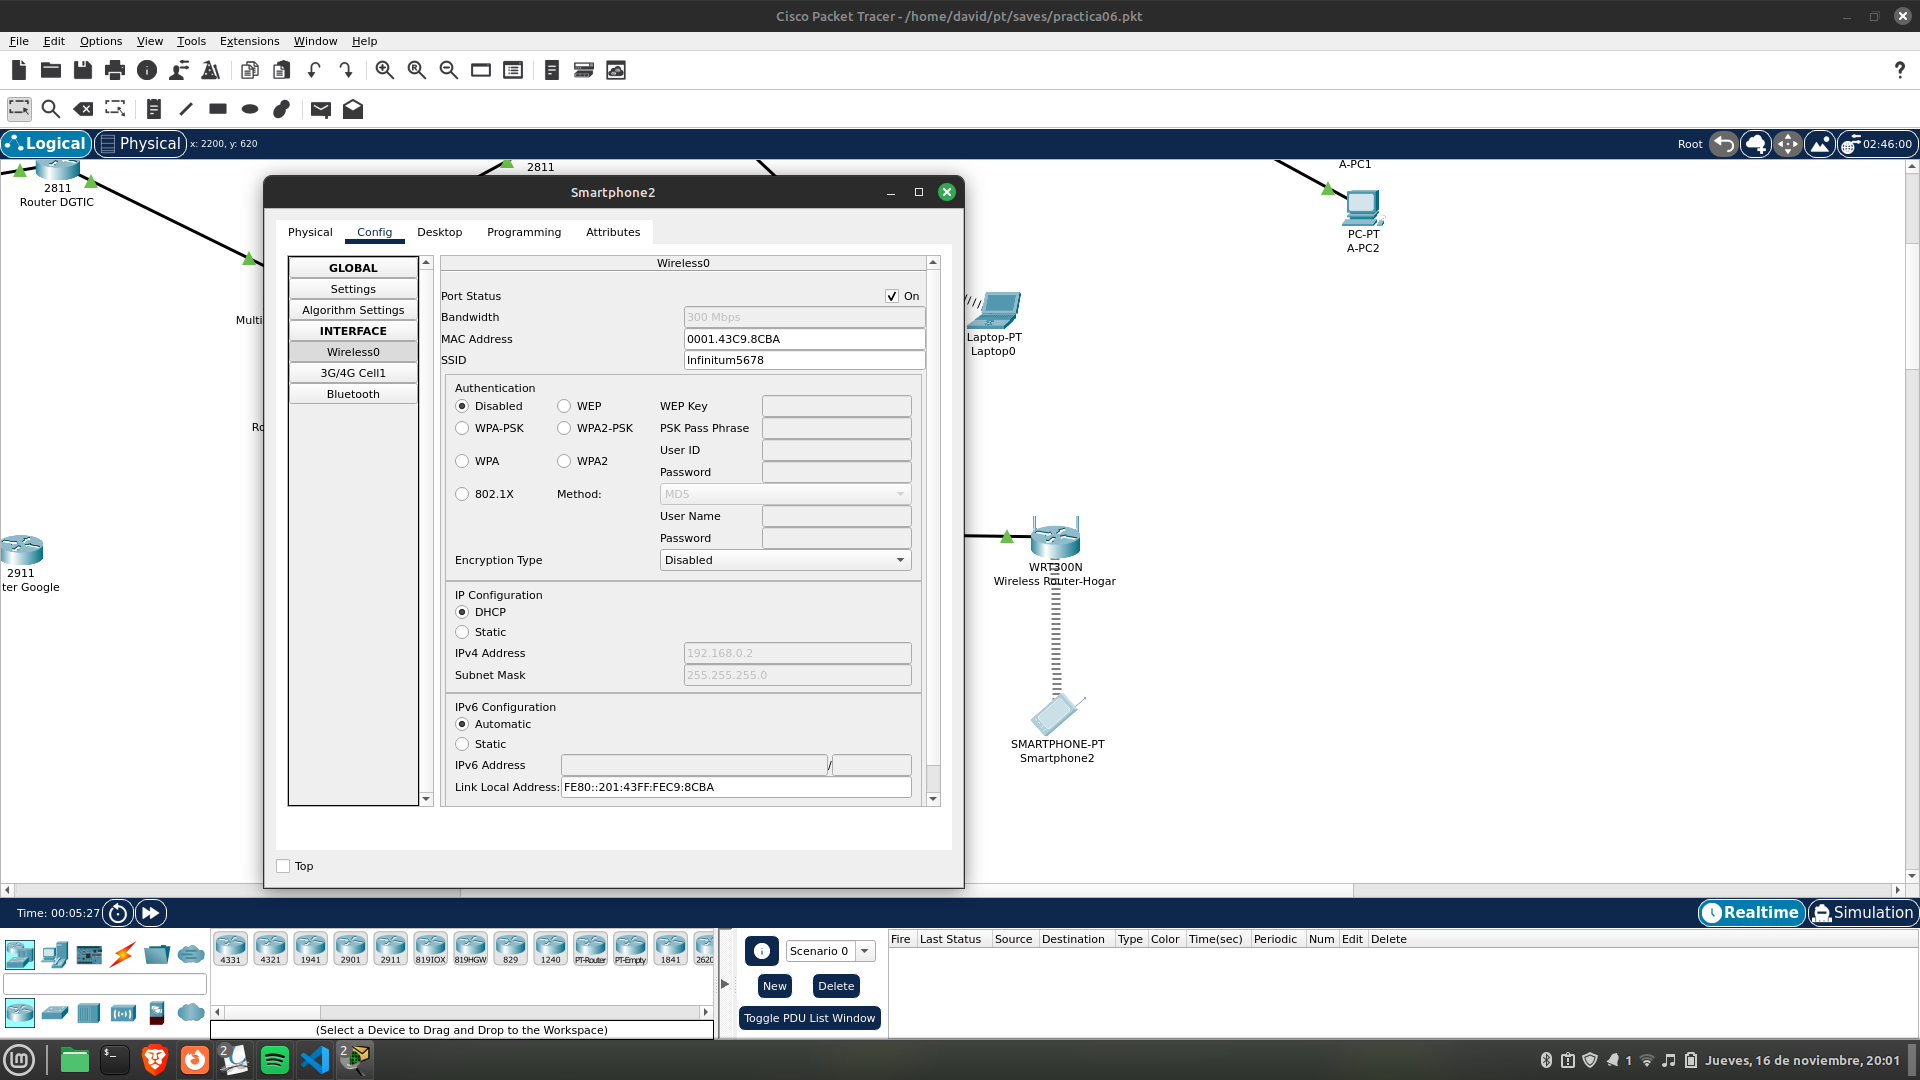 Cisco Packet Tracer - /home/david/pt/saves/practica06.pkt
File Edit Options View Tools Extensions Window Help
?
Logical Physical x: 2200, y: 620 Root 02:46:00
2811
Router DGTIC
2811
A-PC1
PC-PT
A-PC2
Multi
Ro
Laptop-PT
Laptop0
2911
ter Google
WRT300N
Wireless Router-Hogar
SMARTPHONE-PT
Smartphone2
Smartphone2
Physical Config Desktop Programming Attributes
GLOBAL
Settings
Algorithm Settings
INTERFACE
Wireless0
3G/4G Cell1
Bluetooth
Wireless0
Port Status On
Bandwidth 300 Mbps
MAC Address 0001.43C9.8CBA
SSID Infinitum5678
Authentication
Disabled WEP WEP Key
WPA-PSK WPA2-PSK PSK Pass Phrase
User ID
WPA WPA2
Password
802.1X Method: MD5
User Name
Password
Encryption Type Disabled
IP Configuration
DHCP
Static
IPv4 Address 192.168.0.2
Subnet Mask 255.255.255.0
IPv6 Configuration
Automatic
Static
IPv6 Address /
Link Local Address: FE80::201:43FF:FEC9:8CBA
Top
Time: 00:05:27 Realtime Simulation
4331 4321 1941 2901 2911 819IOX 819HGW 829 1240 PT-Router PT-Empty 1841 2620
(Select a Device to Drag and Drop to the Workspace)
Scenario 0
New Delete
Toggle PDU List Window
Fire Last Status Source Destination Type Color Time(sec) Periodic Num Edit Delete
2 2 1 Jueves, 16 de noviembre, 20:01